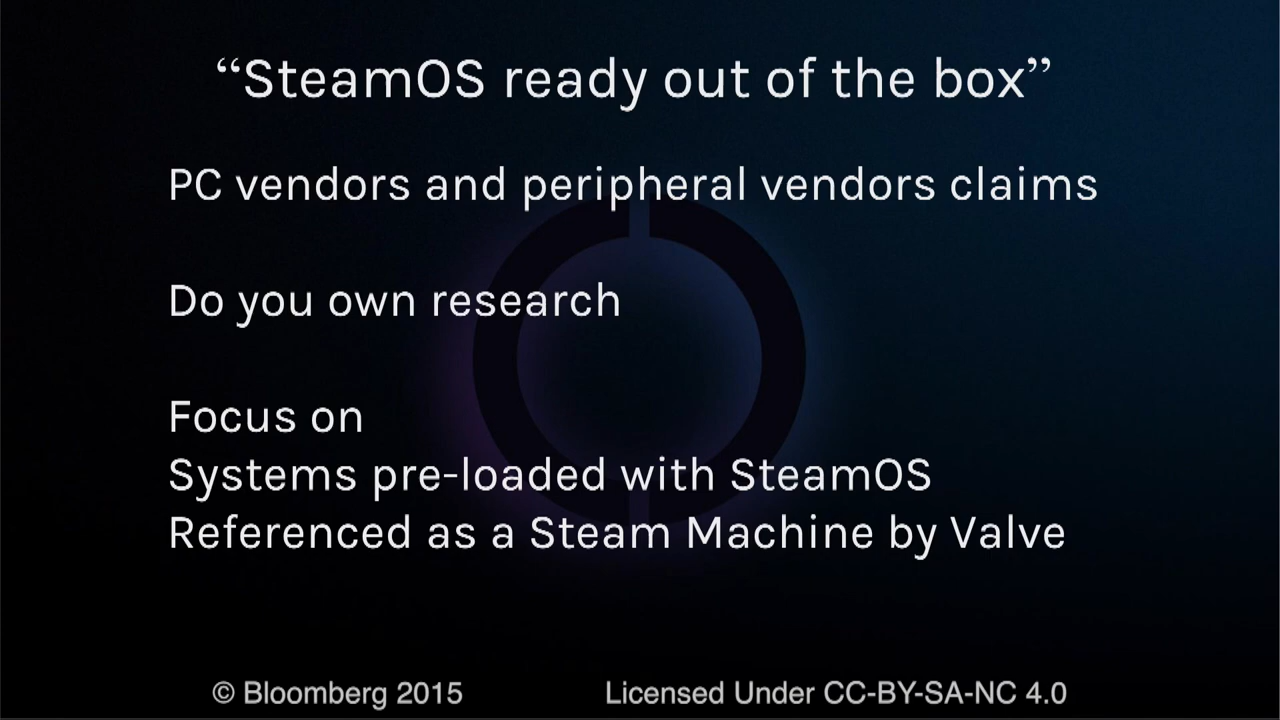 “SteamOS ready out of the box”
PC vendors and peripheral vendors claims
Do you own research
Focus on
Systems pre-loaded with SteamOS
Referenced as a Steam Machine by Valve
© Bloomberg 2015
Licensed Under CC-BY-SA-NC 4.0